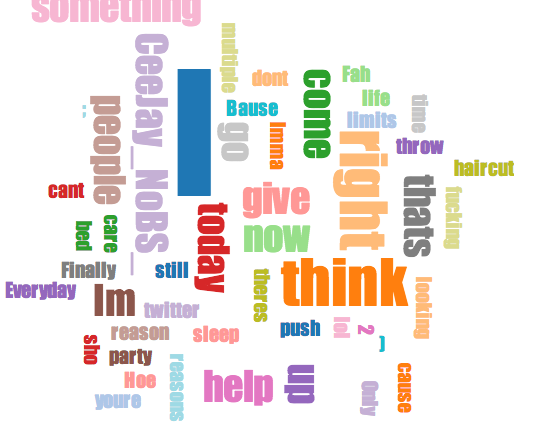 something
CeeJay_NoBS_
multiple
dont
come
Fah
life
Bause
people
go
Imma
limits
time
right
throw
haircut
cant
give
thats
fucking
today
now
bed
care
Finally
still
think
Everyday
Im
twitter
theres
looking
reason
sleep
push
lol
2
)
sho
party
Hoe
reasons
help
up
Only
cause
youre